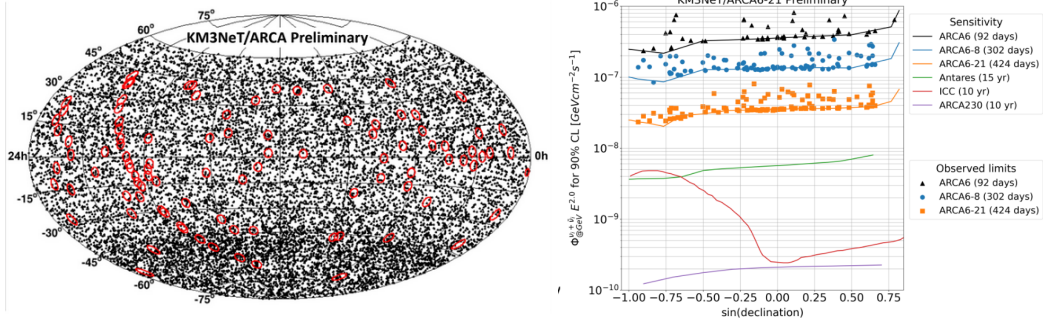 75°
KM3NeT/ARCA Preliminary
45°
30°
15°
24h
0h
-15°
-30°
-45
-60
-75°
KM3NeT/ARCA6-21 Preliminary
Φ^{ν_i+ν̄_i}_{@GeV} E^{2.0} for 90% CL [GeVcm⁻²s⁻¹]
10⁻⁶
10⁻⁷
10⁻⁸
10⁻⁹
10⁻¹⁰
-1.00 -0.75 -0.50 -0.25 0.00 0.25 0.50 0.75
sin(declination)
Sensitivity
ARCA6 (92 days)
ARCA6-8 (302 days)
ARCA6-21 (424 days)
Antares (15 yr)
ICC (10 yr)
ARCA230 (10 yr)
Observed limits
ARCA6 (92 days)
ARCA6-8 (302 days)
ARCA6-21 (424 days)